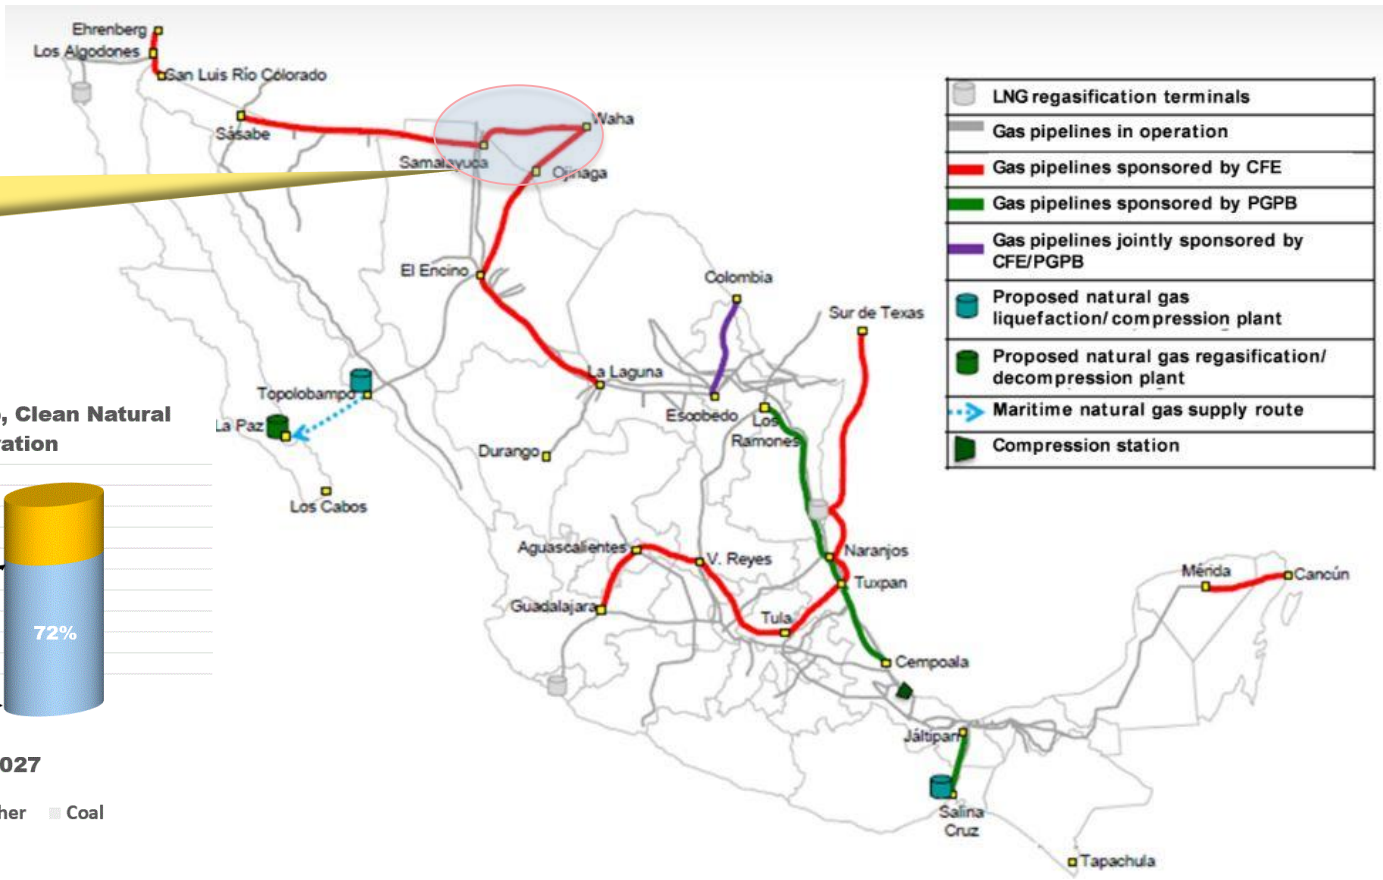 Ehrenberg
Los Algodones
San Luis Río Colorado
Sásabe
Waha
Samalayuca
Ojinaga
El Encino
Colombia
Sur de Texas
La Laguna
Topolobampo
Escobedo
Los
Ramones
La Paz
Durango
Los Cabos
Aguascalientes
V. Reyes
Naranjos
Tuxpan
Guadalajara
Tula
Mérida
Cancún
Cempoala
Jáltipan
Salina
Cruz
Tapachula
LNG regasification terminals
Gas pipelines in operation
Gas pipelines sponsored by CFE
Gas pipelines sponsored by PGPB
Gas pipelines jointly sponsored by
CFE/PGPB
Proposed natural gas
liquefaction/compression plant
Proposed natural gas regasification/
decompression plant
Maritime natural gas supply route
Compression station
, Clean Natural
ration
72%
027
her
Coal